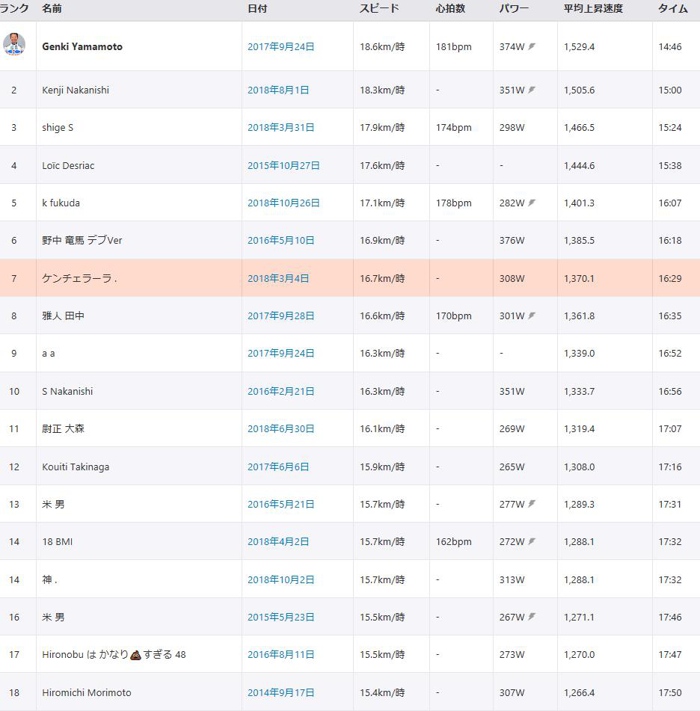 ランク 名前 日付 スピード 心拍数 パワー 平均上昇速度 タイム
Genki Yamamoto 2017年9月24日 18.6km/時 181bpm 374W 1,529.4 14:46
2 Kenji Nakanishi 2018年8月1日 18.3km/時 - 351W 1,505.6 15:00
3 shige S 2018年3月31日 17.9km/時 174bpm 298W 1,466.5 15:24
4 Loïc Desriac 2015年10月27日 17.6km/時 - - 1,444.6 15:38
5 k fukuda 2018年10月26日 17.1km/時 178bpm 282W 1,401.3 16:07
6 野中 竜馬 デブVer 2016年5月10日 16.9km/時 - 376W 1,385.5 16:18
7 ケンチェラーラ . 2018年3月4日 16.7km/時 - 308W 1,370.1 16:29
8 雅人 田中 2017年9月28日 16.6km/時 170bpm 301W 1,361.8 16:35
9 a a 2017年9月24日 16.3km/時 - - 1,339.0 16:52
10 S Nakanishi 2016年2月21日 16.3km/時 - 351W 1,333.7 16:56
11 尉正 大森 2018年6月30日 16.1km/時 - 269W 1,319.4 17:07
12 Kouiti Takinaga 2017年6月6日 15.9km/時 - 265W 1,308.0 17:16
13 米 男 2016年5月21日 15.7km/時 - 277W 1,289.3 17:31
14 18 BMI 2018年4月2日 15.7km/時 162bpm 272W 1,288.1 17:32
14 神 . 2018年10月2日 15.7km/時 - 313W 1,288.1 17:32
16 米 男 2015年5月23日 15.5km/時 - 267W 1,271.1 17:46
17 Hironobu は かなり💩すぎる 48 2016年8月11日 15.5km/時 - 273W 1,270.0 17:47
18 Hiromichi Morimoto 2014年9月17日 15.4km/時 - 307W 1,266.4 17:50